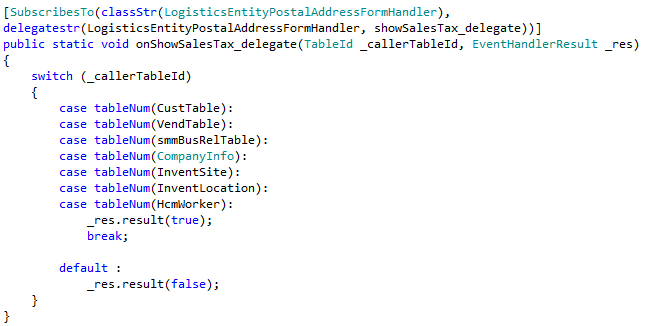 [SubscribesTo(classStr(LogisticsEntityPostalAddressFormHandler),
delegatestr(LogisticsEntityPostalAddressFormHandler, showSalesTax_delegate))]
public static void onShowSalesTax_delegate(TableId _callerTableId, EventHandlerResult _res)
{
    switch (_callerTableId)
    {
        case tableNum(CustTable):
        case tableNum(VendTable):
        case tableNum(smmBusRelTable):
        case tableNum(CompanyInfo):
        case tableNum(InventSite):
        case tableNum(InventLocation):
        case tableNum(HcmWorker):
            _res.result(true);
            break;

        default :
            _res.result(false);
    }
}